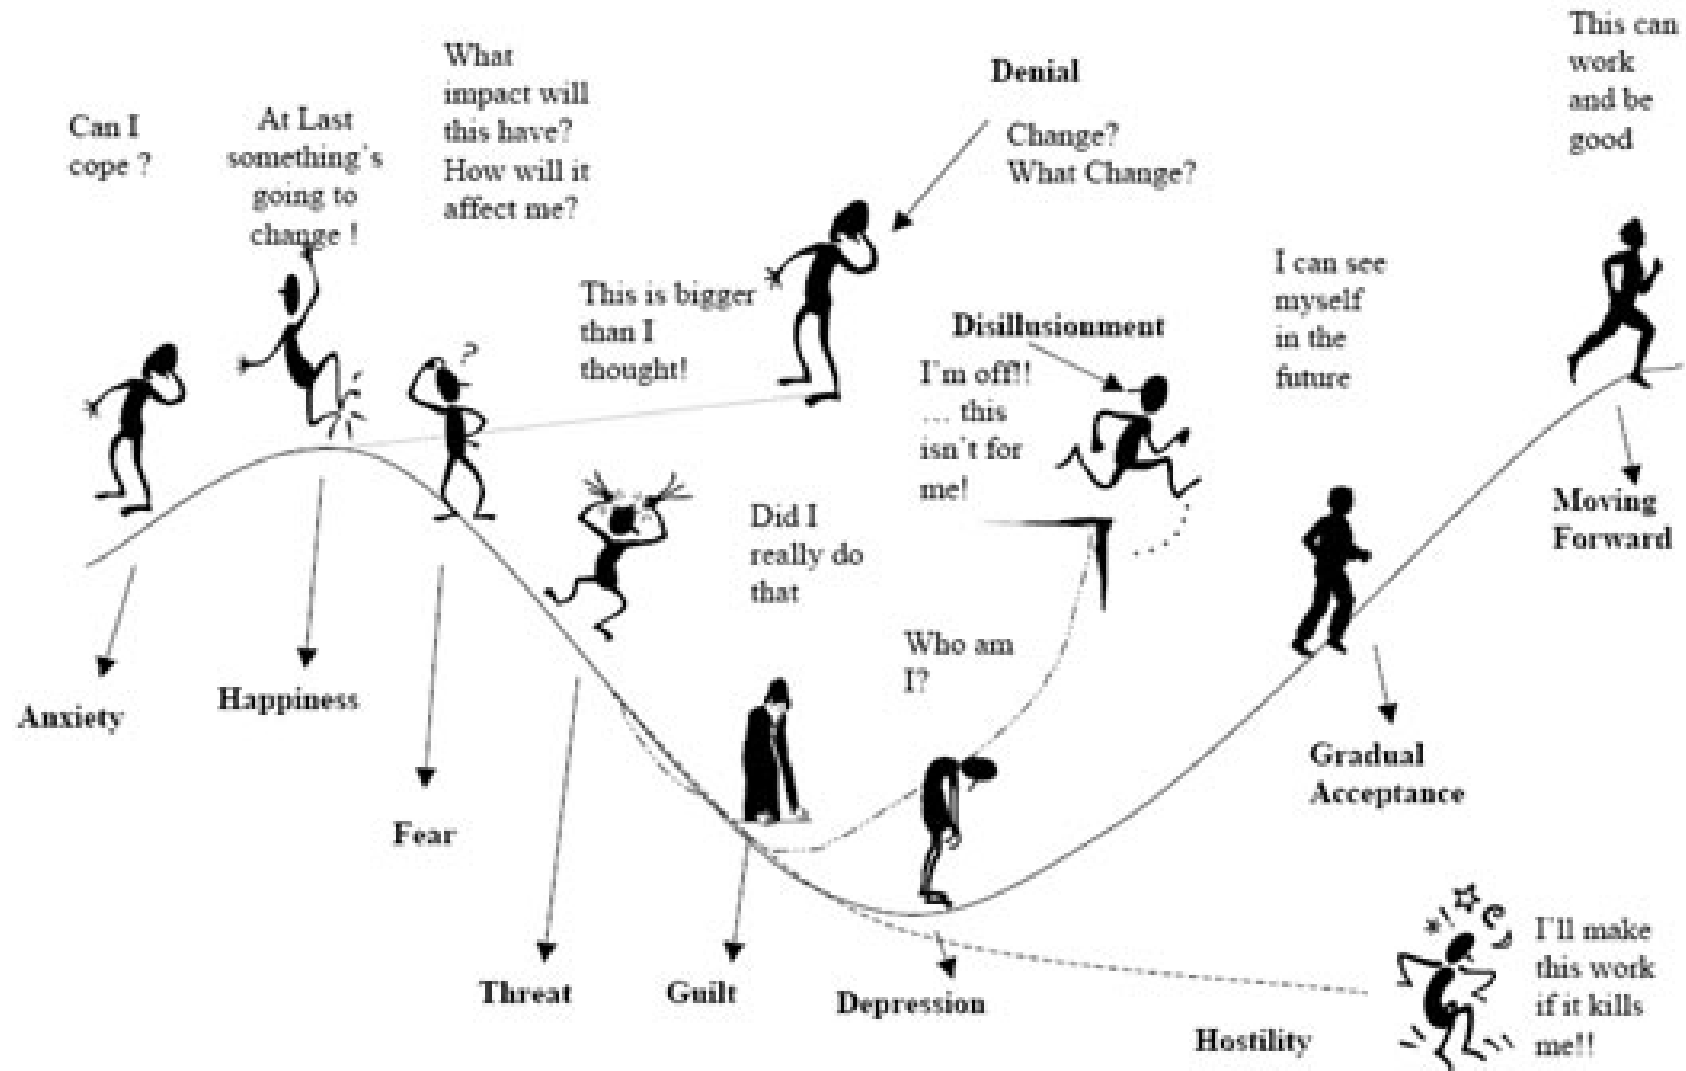 Can I
cope ?
At Last
something's
going to
change !
What
impact will
this have?
How will it
affect me?
This is bigger
than I
thought!
Denial
Change?
What Change?
Disillusionment
I'm off!!
... this
isn't for
me!
I can see
myself
in the
future
This can
work
and be
good
?
Did I
really do
that
Who am
I?
Moving
Forward
Anxiety
Happiness
Fear
Threat
Guilt
Depression
Gradual
Acceptance
Hostility
I'll make
this work
if it kills
me!!